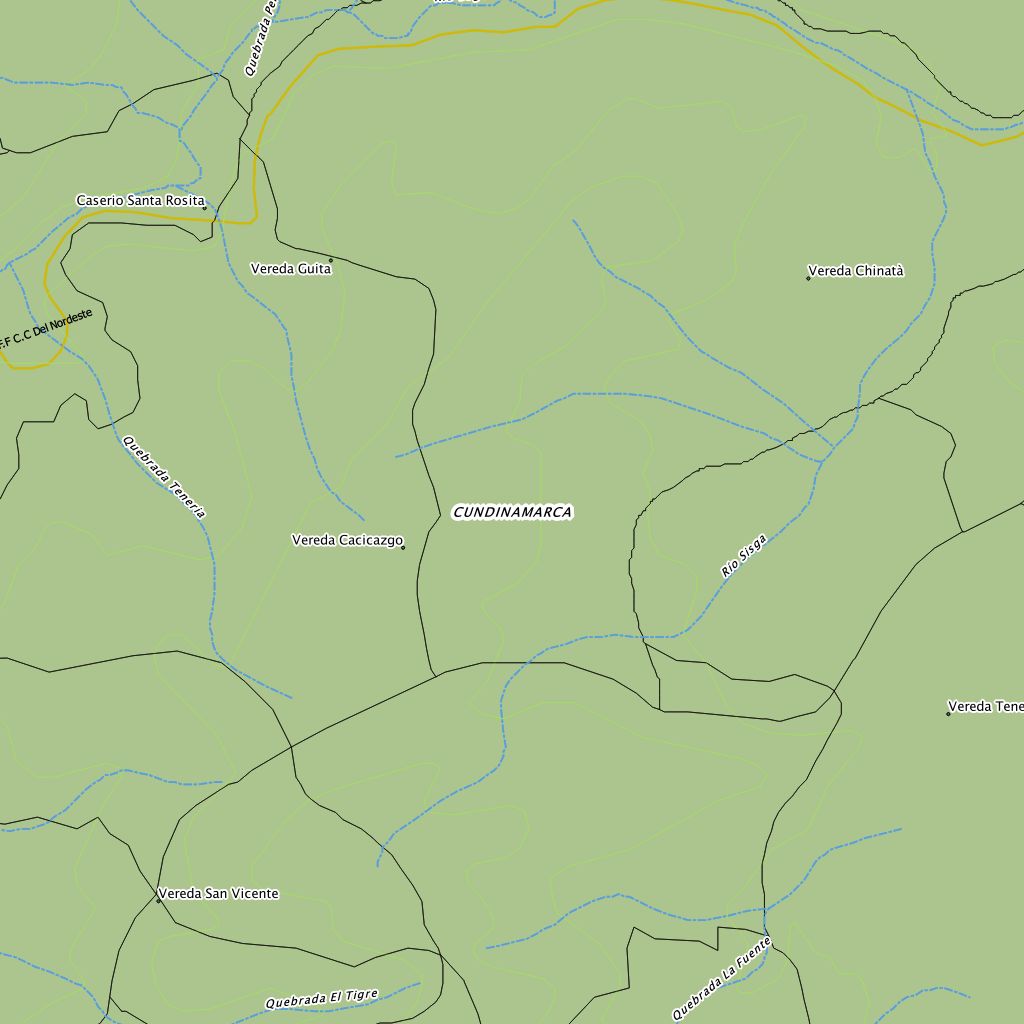 Caserio Santa Rosita
Vereda Guita
Vereda Chinatà
F.F C.C Del Nordeste
Quebrada Teneria
CUNDINAMARCA
Vereda Cacicazgo
Rio Sisga
Vereda Tene
Vereda San Vicente
Quebrada La Fuente
Quebrada El Tigre
Quebrada Pe